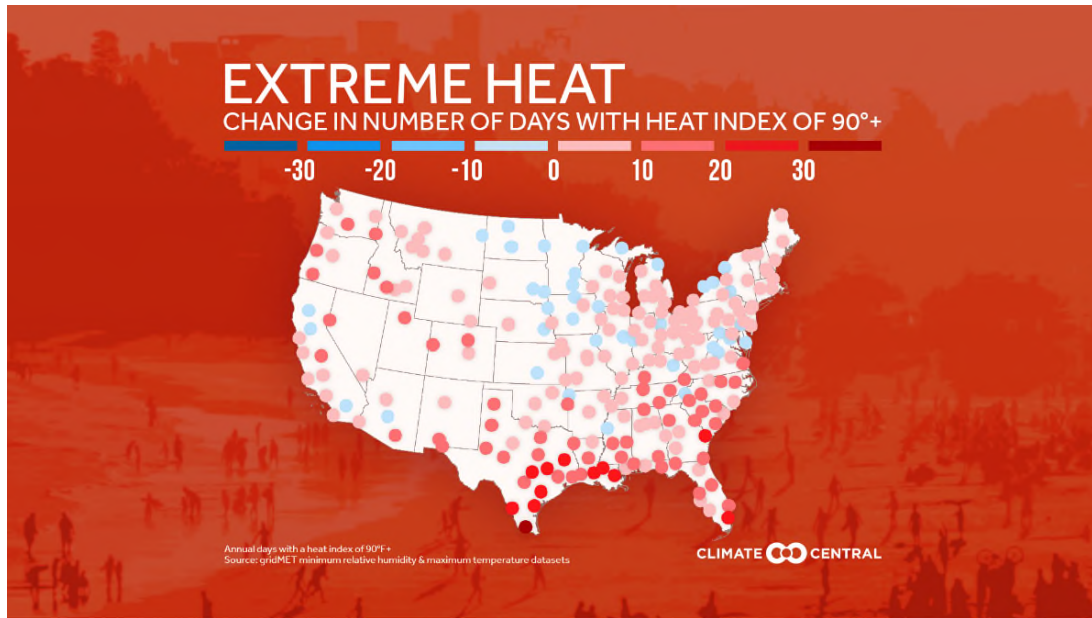 EXTREME HEAT
CHANGE IN NUMBER OF DAYS WITH HEAT INDEX OF 90°+
-30 -20 -10 0 10 20 30
Annual days with a heat index of 90°F+
Source: gridMET minimum relative humidity & maximum temperature datasets
CLIMATE CENTRAL